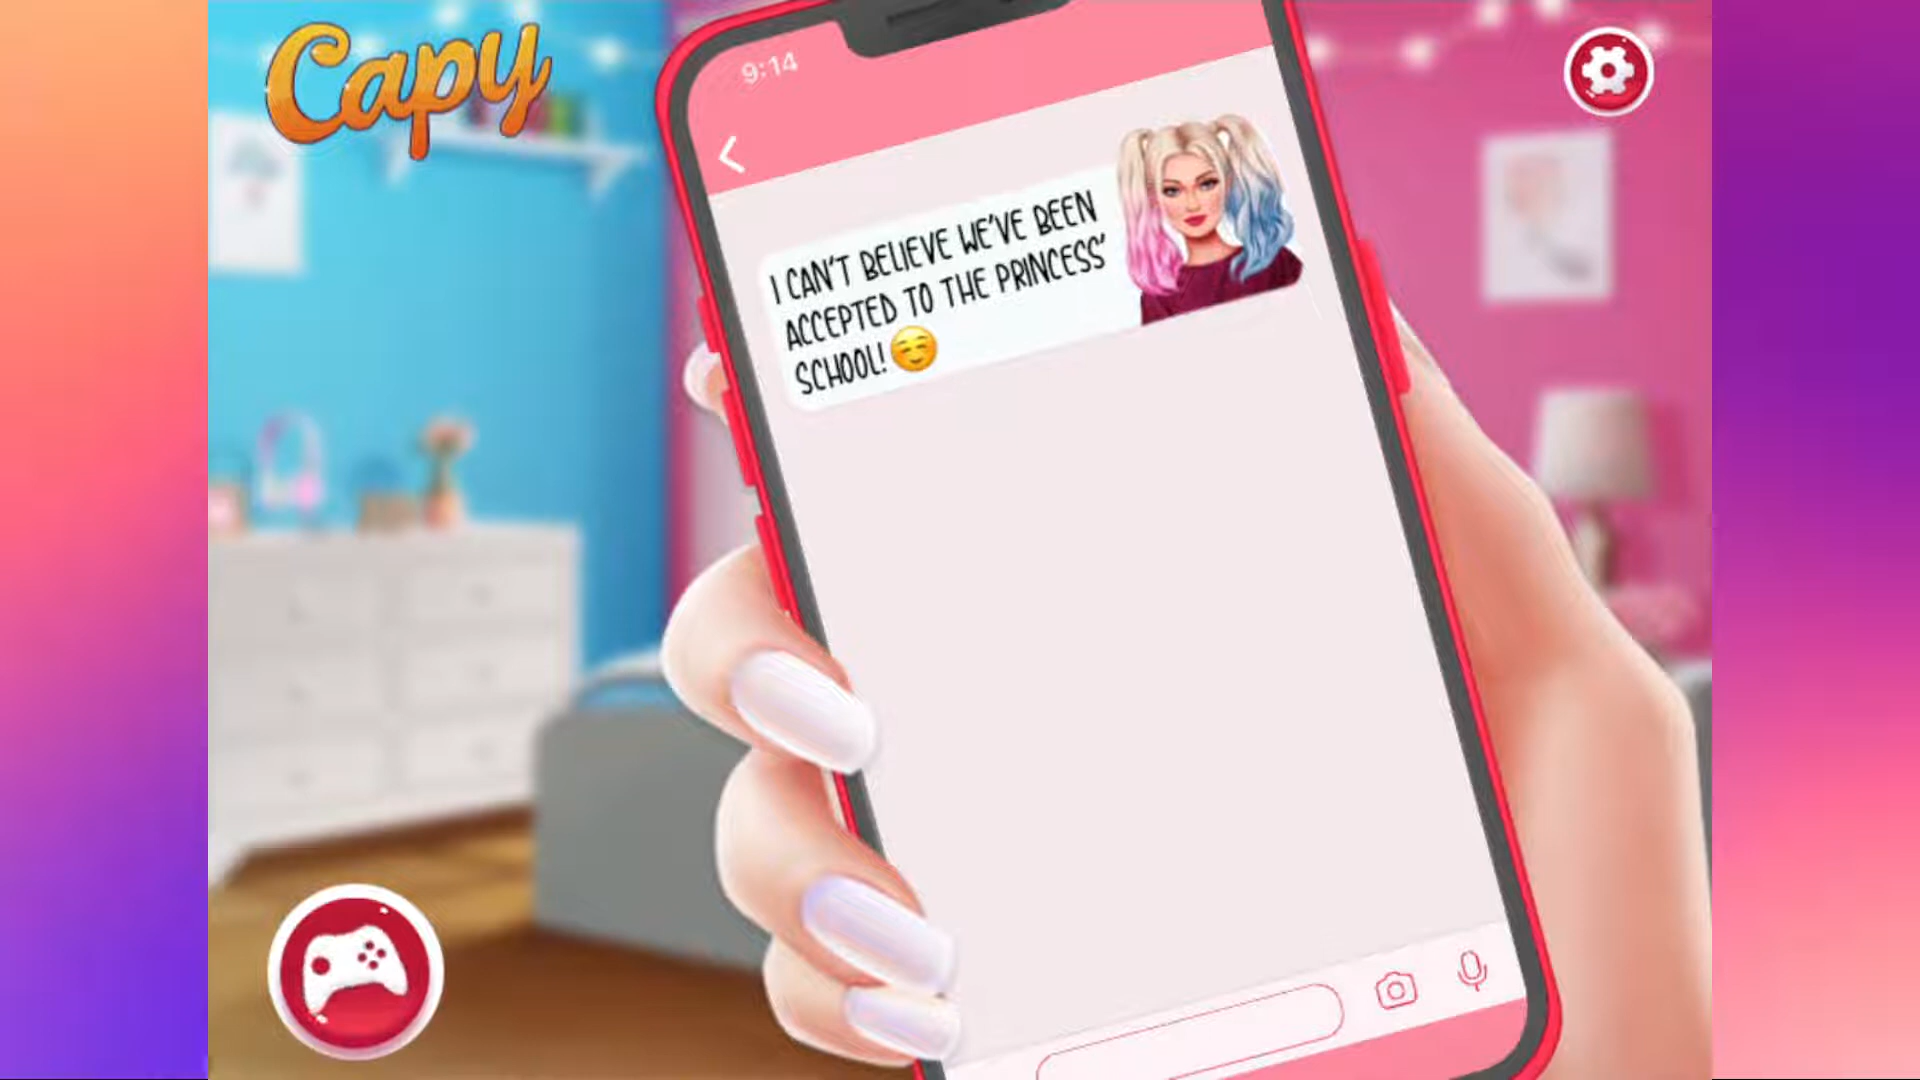 Capy
9:14
I CAN'T BELIEVE WE'VE BEEN
ACCEPTED TO THE PRINCESS'
SCHOOL! ☺️